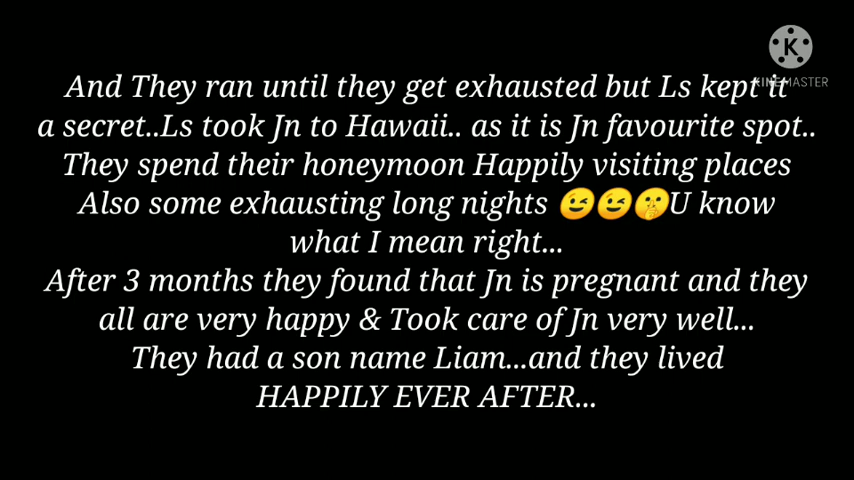 KINEMASTER
And They ran until they get exhausted but Ls kept it
a secret..Ls took Jn to Hawaii.. as it is Jn favourite spot..
They spend their honeymoon Happily visiting places
Also some exhausting long nights 😉😉🤫U know
what I mean right...
After 3 months they found that Jn is pregnant and they
all are very happy & Took care of Jn very well...
They had a son name Liam...and they lived
HAPPILY EVER AFTER...